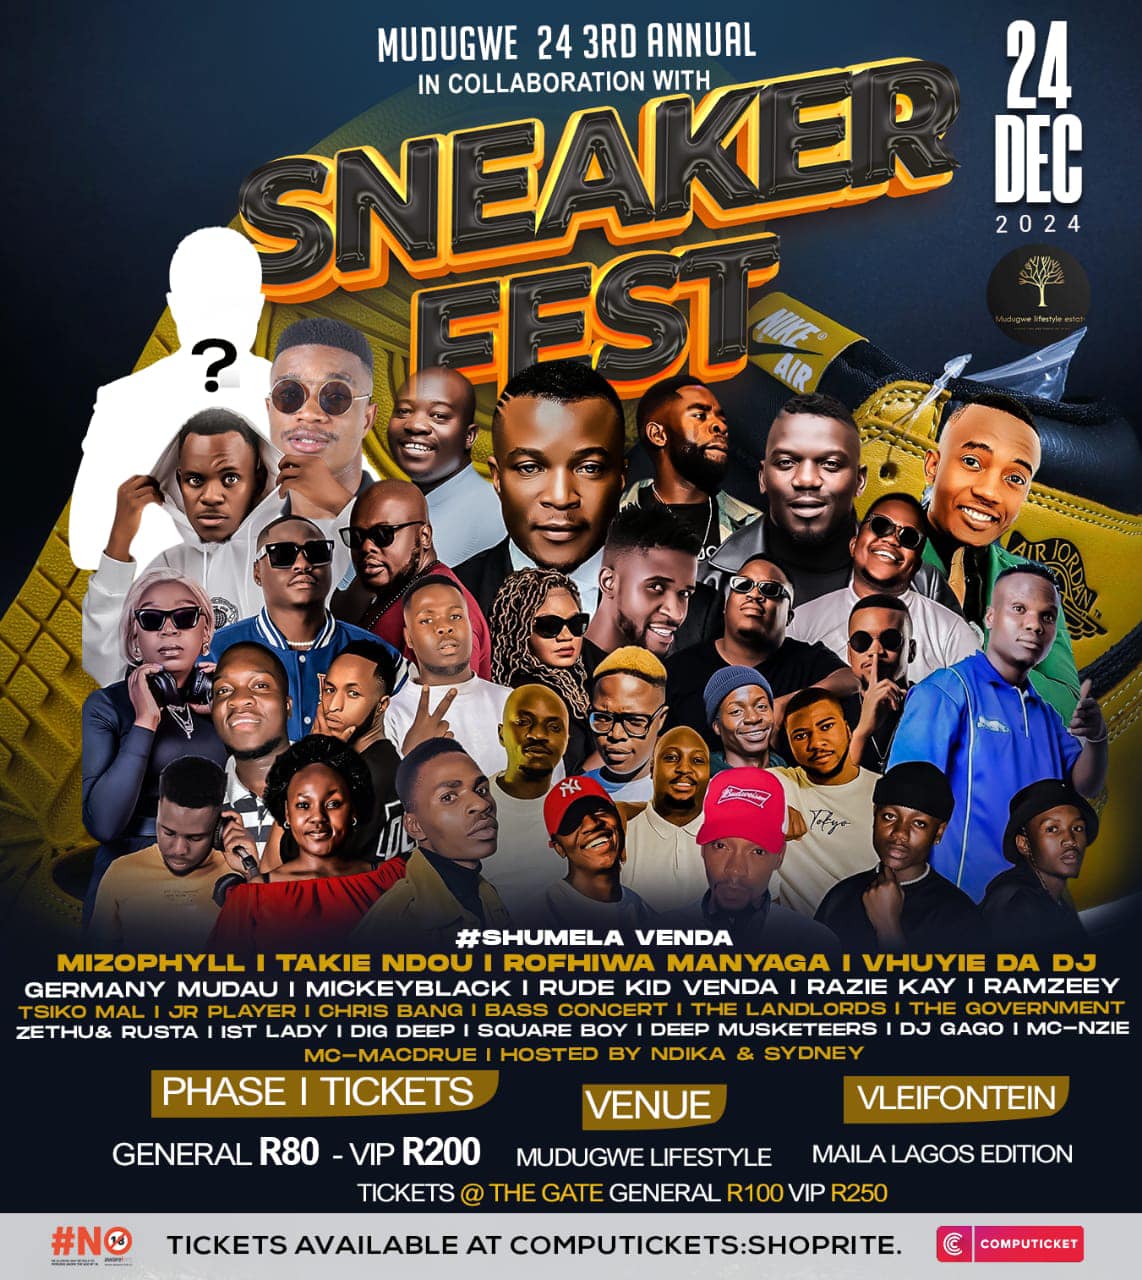 MUDUGWE 24 3RD ANNUAL
IN COLLABORATION WITH
SNEAKER
FEST
24
DEC
2024
Mudugwe lifestyle estat
?
NIKE
AIR
AIR JORDAN
Budweiser
Tokyo
#SHUMELA VENDA
MIZOPHYLL I TAKIE NDOU I ROFHIWA MANYAGA I VHUYIE DA DJ
GERMANY MUDAU I MICKEYBLACK I RUDE KID VENDA I RAZIE KAY I RAMZEEY
TSIKO MAL I JR PLAYER I CHRIS BANG I BASS CONCERT I THE LANDLORDS I THE GOVERNMENT
ZETHU& RUSTA I IST LADY I DIG DEEP I SQUARE BOY I DEEP MUSKETEERS I DJ GAGO I MC-NZIE
MC-MACDRUE I HOSTED BY NDIKA & SYDNEY
PHASE I TICKETS
GENERAL R80 - VIP R200
VENUE
MUDUGWE LIFESTYLE
VLEIFONTEIN
MAILA LAGOS EDITION
TICKETS @ THE GATE GENERAL R100 VIP R250
#NO
18
TICKETS AVAILABLE AT COMPUTICKETS:SHOPRITE.
COMPUTICKET